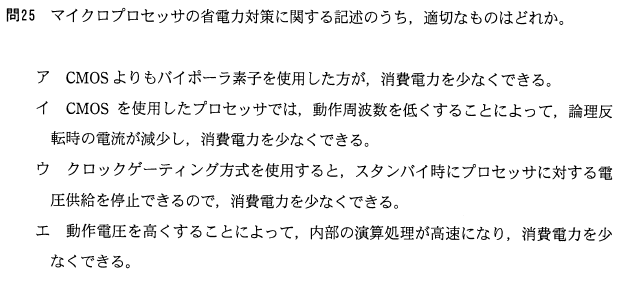 問25 マイクロプロセッサの省電力対策に関する記述のうち，適切なものはどれか。
ア CMOSよりもバイポーラ素子を使用した方が，消費電力を少なくできる。
イ CMOS を使用したプロセッサでは，動作周波数を低くすることによって，論理反
転時の電流が減少し，消費電力を少なくできる。
ウ クロックゲーティング方式を使用すると，スタンバイ時にプロセッサに対する電
圧供給を停止できるので，消費電力を少なくできる。
エ 動作電圧を高くすることによって，内部の演算処理が高速になり，消費電力を少
なくできる。